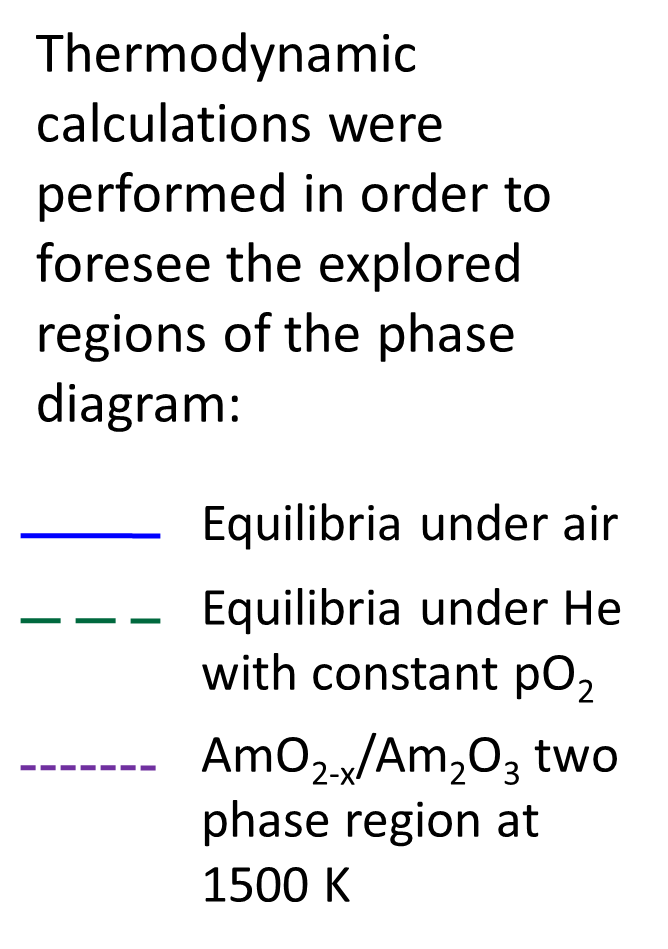 Thermodynamic
calculations were
performed in order to
foresee the explored
regions of the phase
diagram:
Equilibria under air
Equilibria under He
with constant pO₂
AmO₂₋ₓ/Am₂O₃ two
phase region at
1500 K